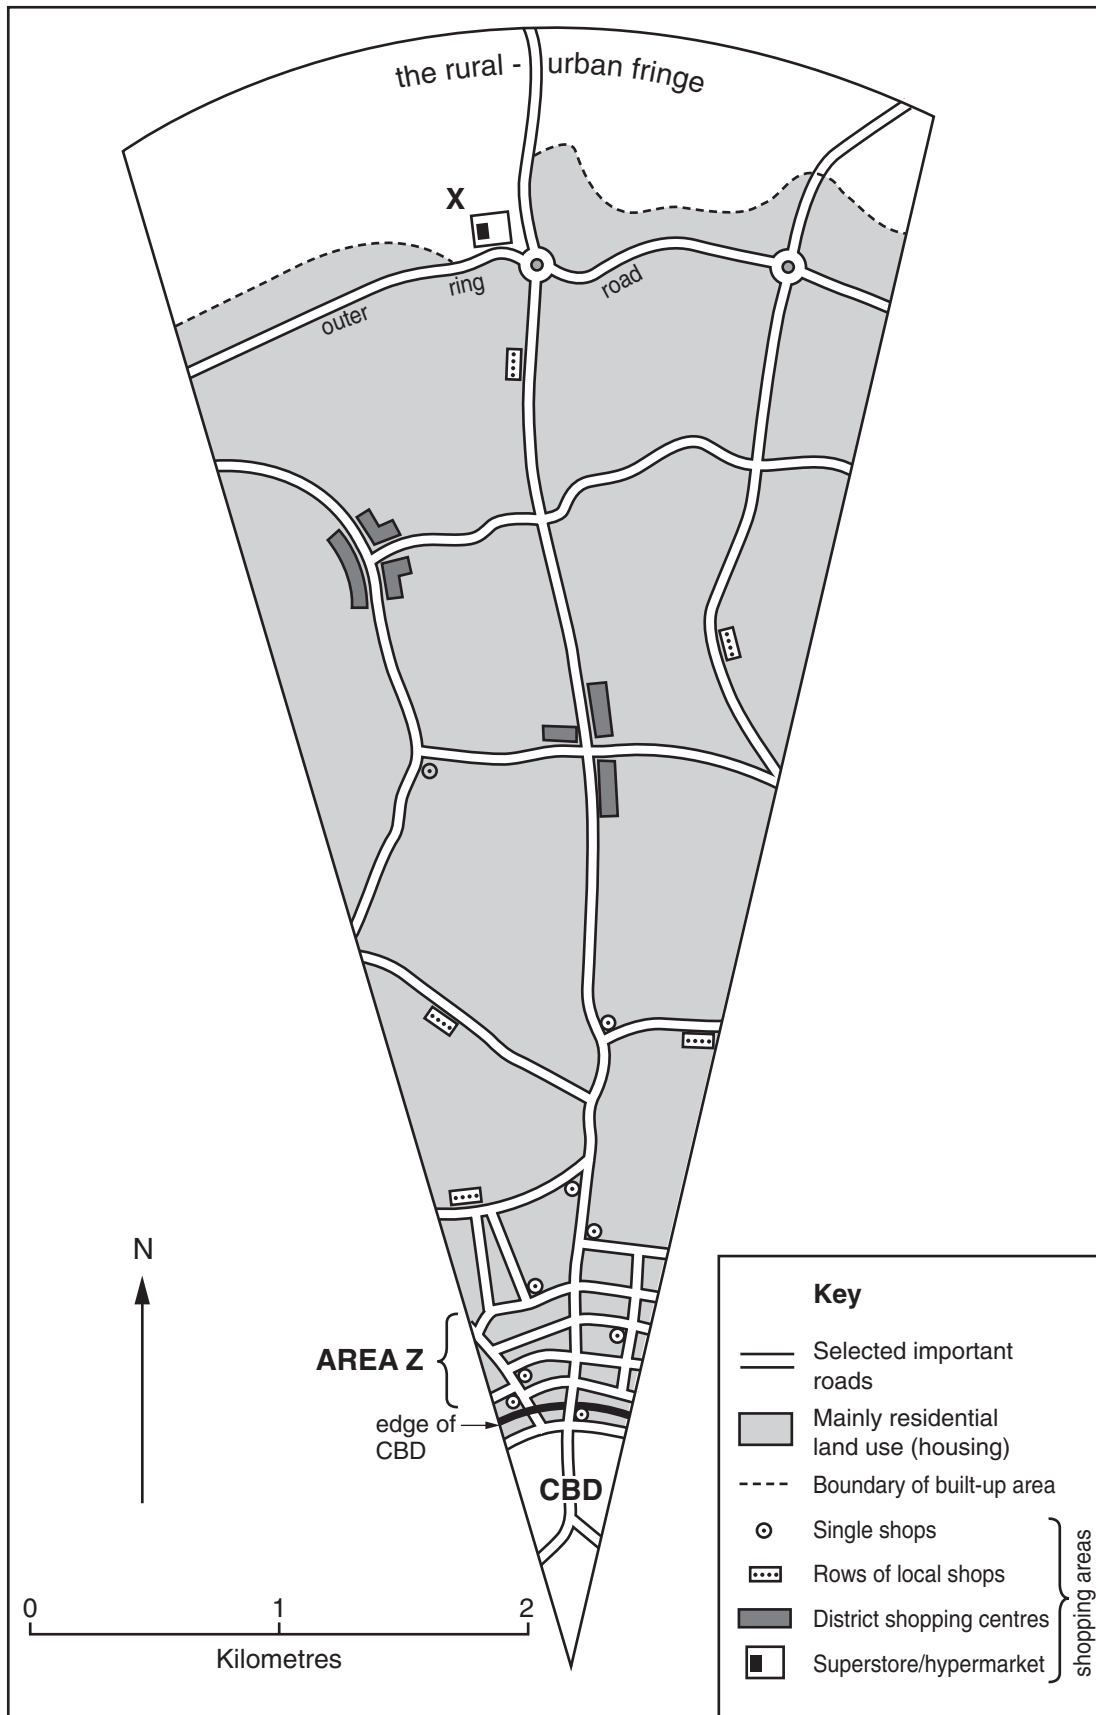 the rural - urban fringe
X
outer ring road
N
AREA Z
edge of
CBD
CBD
0 1 2
Kilometres
Key
Selected important
roads
Mainly residential
land use (housing)
Boundary of built-up area
Single shops
Rows of local shops
District shopping centres
Superstore/hypermarket
shopping areas